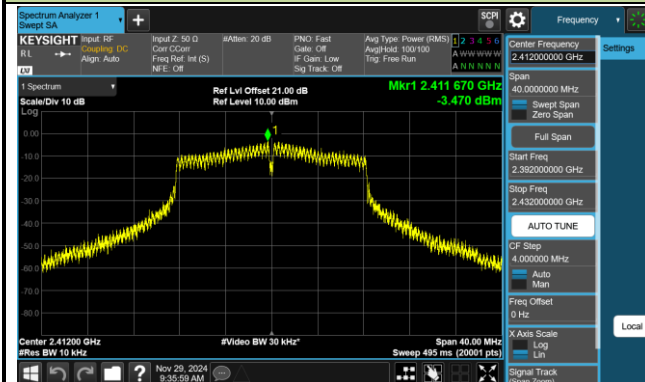 Spectrum Analyzer 1
Swept SA
SCPI
Frequency
KEYSIGHT
Input: RF
Coupling: DC
Align: Auto
Input Z: 50 Ω
Corr CCorr
Freq Ref: Int (S)
NFE: Off
#Atten: 20 dB
PNO: Fast
Gate: Off
IF Gain: Low
Sig Track: Off
Avg Type: Power (RMS)
Avg|Hold: 100/100
Trig: Free Run
1 2 3 4 5 6
A W W W W W
A N N N N N
RL
1 Spectrum
Scale/Div 10 dB
Log
Ref Lvl Offset 21.00 dB
Ref Level 10.00 dBm
Mkr1 2.411 670 GHz
-3.470 dBm
1
0.00
-10.0
-20.0
-30.0
-40.0
-50.0
-60.0
-70.0
-80.0
Center 2.41200 GHz
#Res BW 10 kHz
#Video BW 30 kHz*
Span 40.00 MHz
Sweep 495 ms (20001 pts)
Nov 29, 2024
9:35:59 AM
Center Frequency
2.412000000 GHz
Span
40.0000000 MHz
Swept Span
Zero Span
Full Span
Start Freq
2.392000000 GHz
Stop Freq
2.432000000 GHz
AUTO TUNE
CF Step
4.000000 MHz
Auto
Man
Freq Offset
0 Hz
X Axis Scale
Log
Lin
Signal Track
(Span Zoom)
Settings
Local